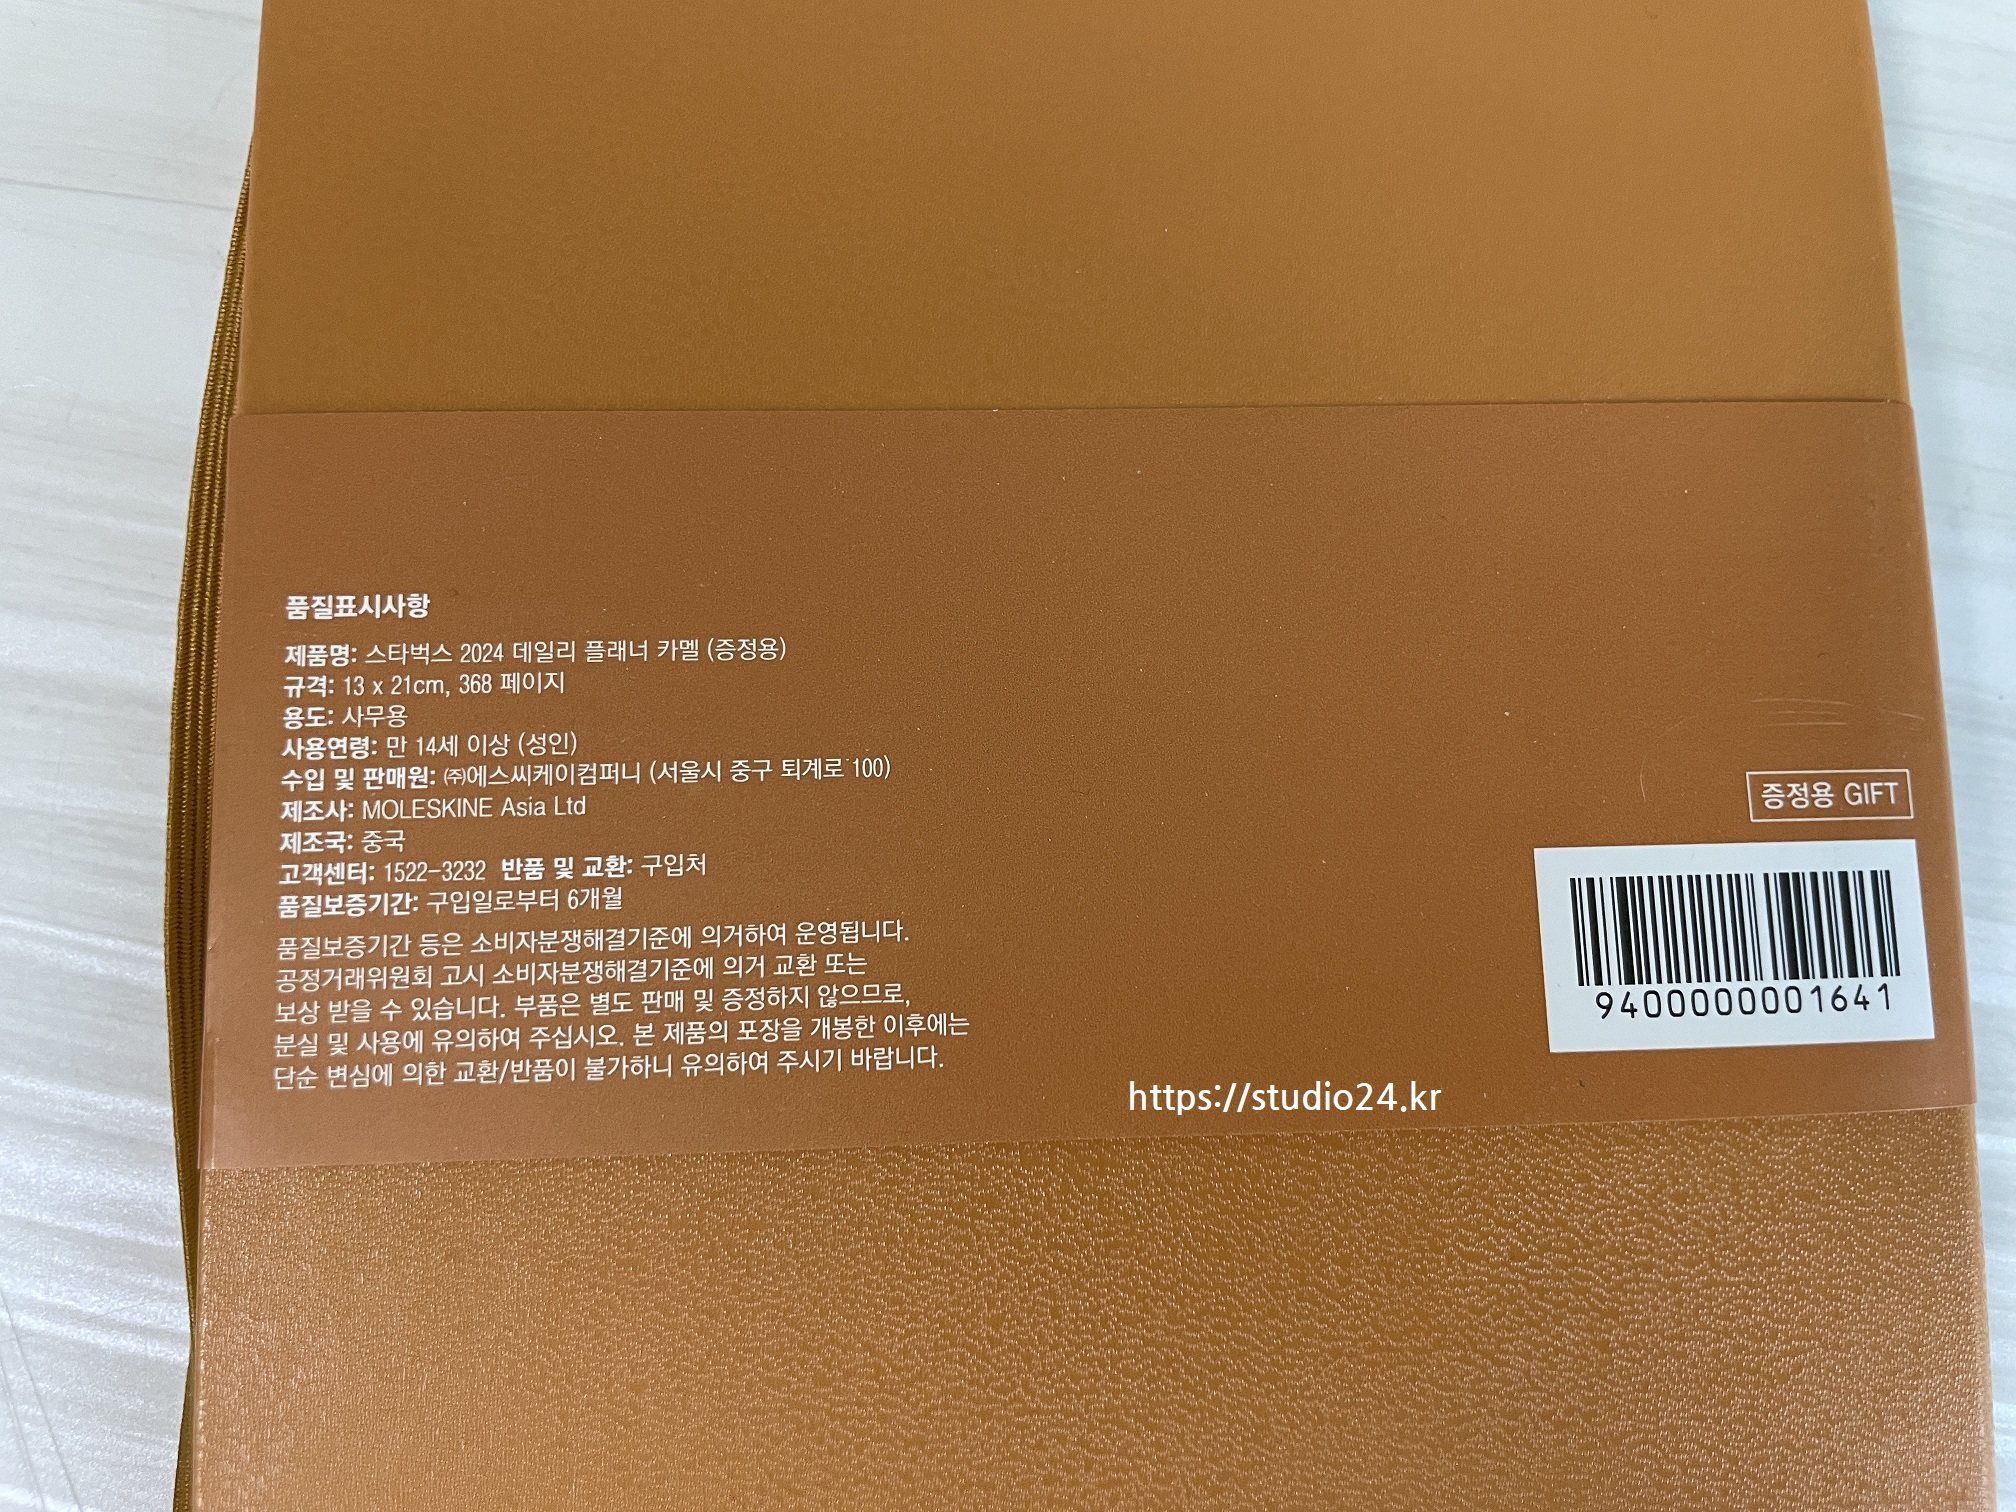 품질표시사항
제품명: 스타벅스 2024 데일리 플래너 카멜 (증정용)
규격: 13 x 21cm, 368 페이지
용도: 사무용
사용연령: 만 14세 이상 (성인)
수입 및 판매원: ㈜에스씨케이컴퍼니 (서울시 중구 퇴계로 100)
제조사: MOLESKINE Asia Ltd
제조국: 중국
고객센터: 1522-3232 반품 및 교환: 구입처
품질보증기간: 구입일로부터 6개월
품질보증기간 등은 소비자분쟁해결기준에 의거하여 운영됩니다.
공정거래위원회 고시 소비자분쟁해결기준에 의거 교환 또는
보상 받을 수 있습니다. 부품은 별도 판매 및 증정하지 않으므로,
분실 및 사용에 유의하여 주십시오. 본 제품의 포장을 개봉한 이후에는
단순 변심에 의한 교환/반품이 불가하니 유의하여 주시기 바랍니다.
증정용 GIFT
9400000001641
https://studio24.kr